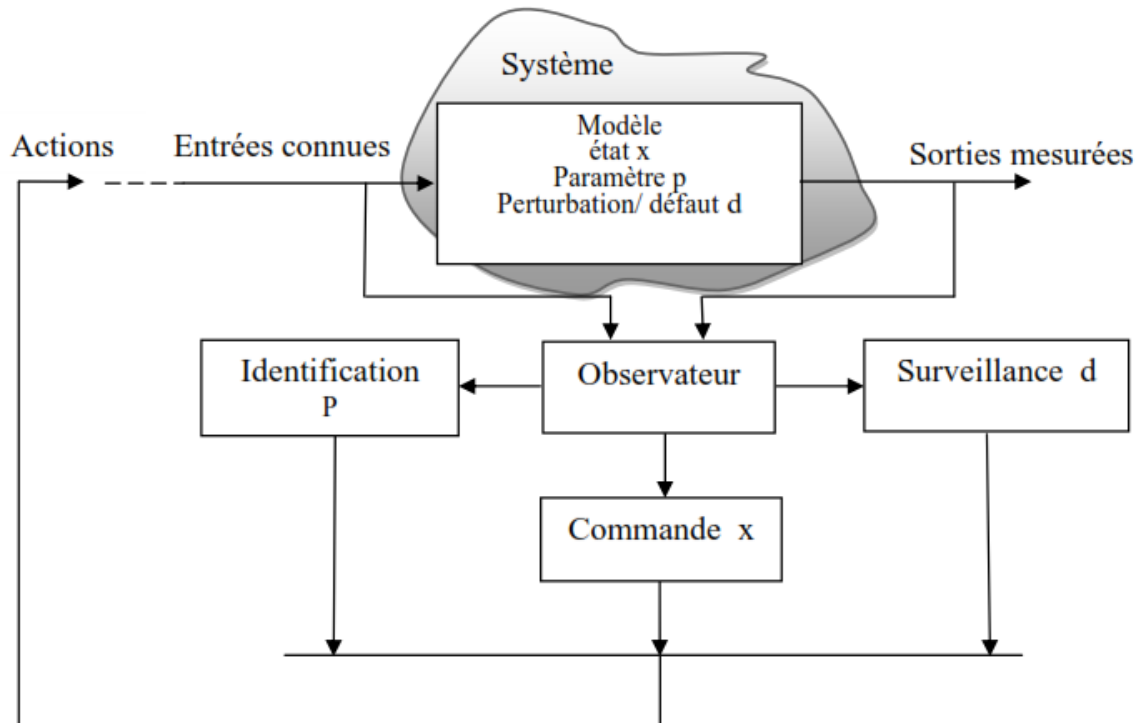 Système
Modèle
état x
Paramètre p
Perturbation/ défaut d
Actions
Entrées connues
Sorties mesurées
Identification
P
Observateur
Surveillance d
Commande x